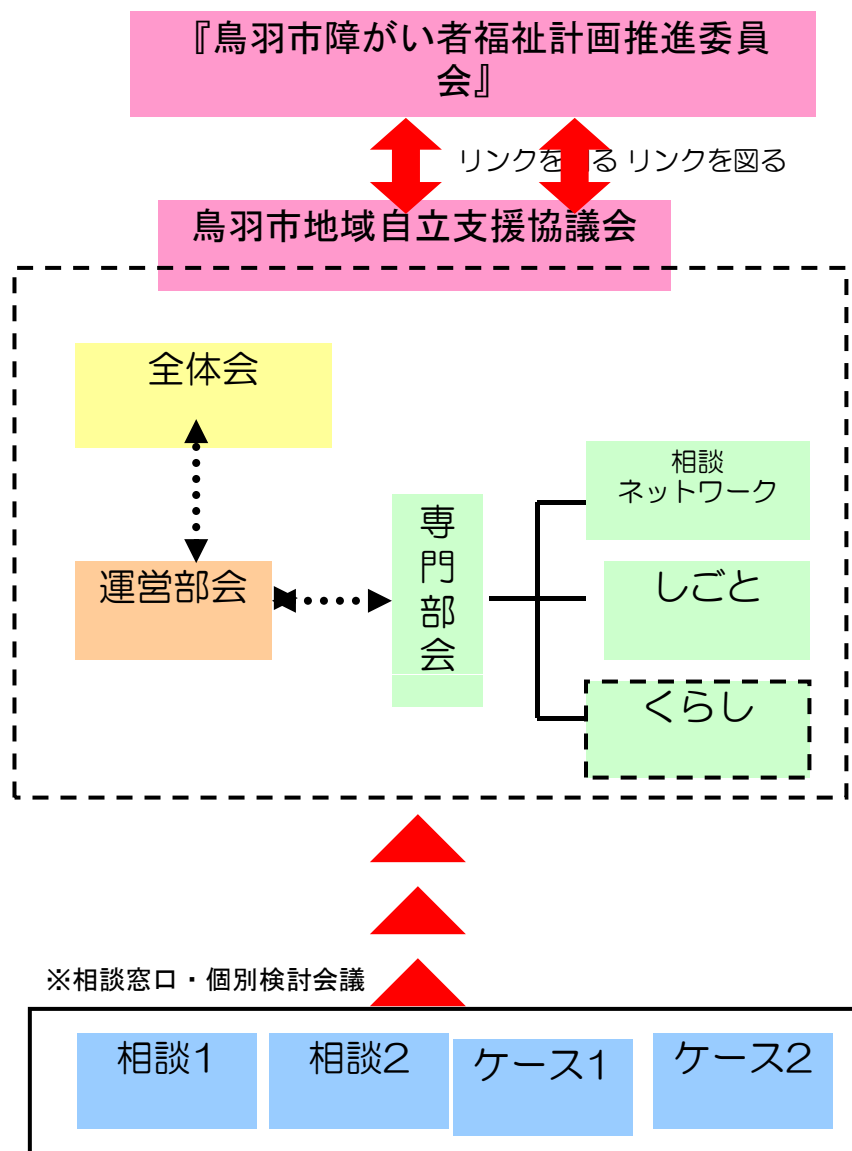 『鳥羽市障がい者福祉計画推進委員
会』
リンクを る リンクを図る
鳥羽市地域自立支援協議会
全体会
相談
ネットワーク
専門部会
運営部会
しごと
くらし
※相談窓口・個別検討会議
相談1
相談2
ケース1
ケース2